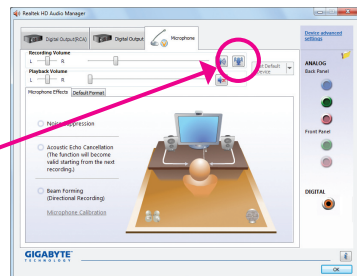 Realtek HD Audio Manager
Device advanced settings
Digital Output(RCA)
Digital Output
Microphone
Recording Volume
L
R
Set Default Device
Playback Volume
L
R
Microphone Effects
Default Format
Noise Suppression
Acoustic Echo Cancellation
(The function will become
valid starting from the next
recording.)
Beam Forming
(Directional Recording)
Microphone Calibration
ANALOG
Back Panel
Front Panel
DIGITAL
GIGABYTE
TECHNOLOGY
OK